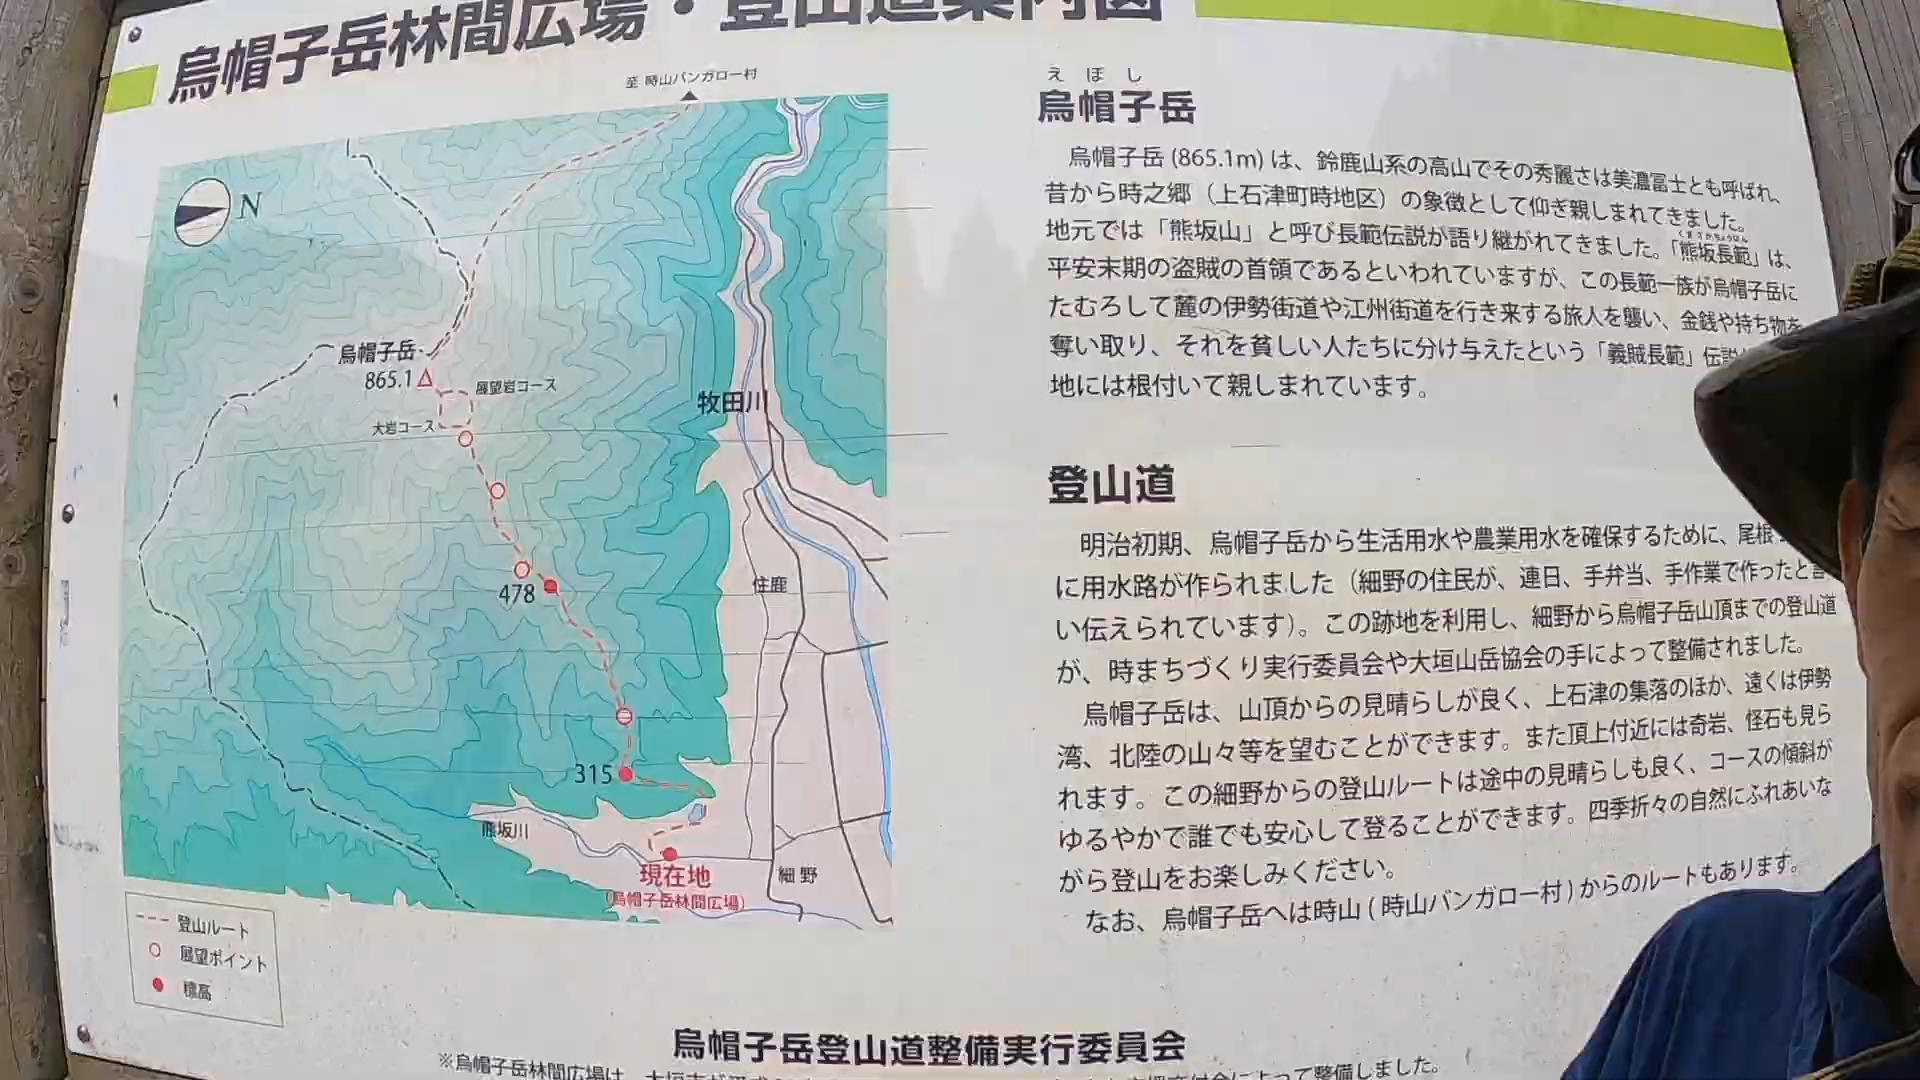 烏帽子岳林間広場・登山道案内図
至 時山バンガロー村
N
烏帽子岳
865.1
展望岩コース
大岩コース
牧田川
478
住鹿
315
熊坂川
現在地
(烏帽子岳林間広場)
細野
登山ルート
展望ポイント
標高
えぼし
烏帽子岳
烏帽子岳 (865.1m) は、鈴鹿山系の高山でその秀麗さは美濃冨士とも呼ばれ、
昔から時之郷（上石津町時地区）の象徴として仰ぎ親しまれてきました。
地元では「熊坂山」と呼び長範伝説が語り継がれてきました。「熊坂長範」は、
平安末期の盗賊の首領であるといわれていますが、この長範一族が烏帽子岳に
たむろして麓の伊勢街道や江州街道を行き来する旅人を襲い、金銭や持ち物を
奪い取り、それを貧しい人たちに分け与えたという「義賊長範」伝説
地には根付いて親しまれています。
登山道
明治初期、烏帽子岳から生活用水や農業用水を確保するために、尾根
に用水路が作られました（細野の住民が、連日、手弁当、手作業で作ったと言
い伝えられています）。この跡地を利用し、細野から烏帽子岳山頂までの登山道
が、時まちづくり実行委員会や大垣山岳協会の手によって整備されました。
烏帽子岳は、山頂からの見晴らしが良く、上石津の集落のほか、遠くは伊勢
湾、北陸の山々等を望むことができます。また頂上付近には奇岩、怪石も見ら
れます。この細野からの登山ルートは途中の見晴らしも良く、コースの傾斜が
ゆるやかで誰でも安心して登ることができます。四季折々の自然にふれあいな
がら登山をお楽しみください。
なお、烏帽子岳へは時山 ( 時山バンガロー村 ) からのルートもあります。
烏帽子岳登山道整備実行委員会
※烏帽子岳林間広場は、大垣市が平成 によって整備しました。